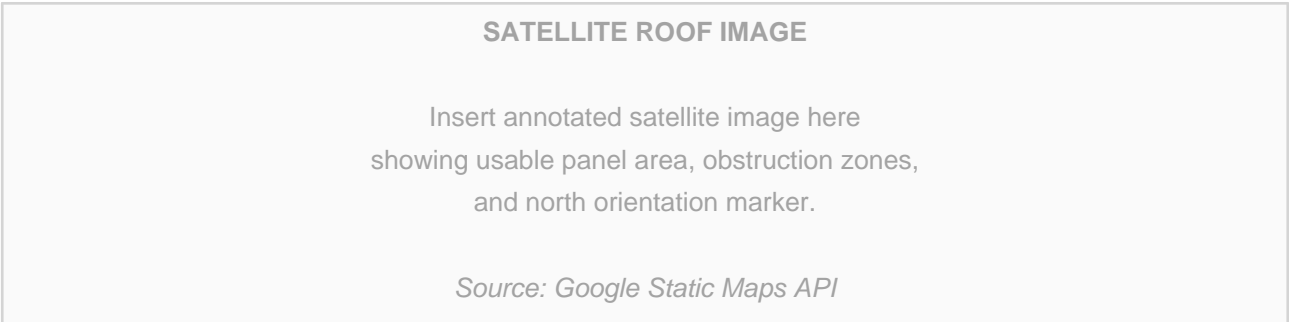 SATELLITE ROOF IMAGE
Insert annotated satellite image here
showing usable panel area, obstruction zones,
and north orientation marker.
Source: Google Static Maps API